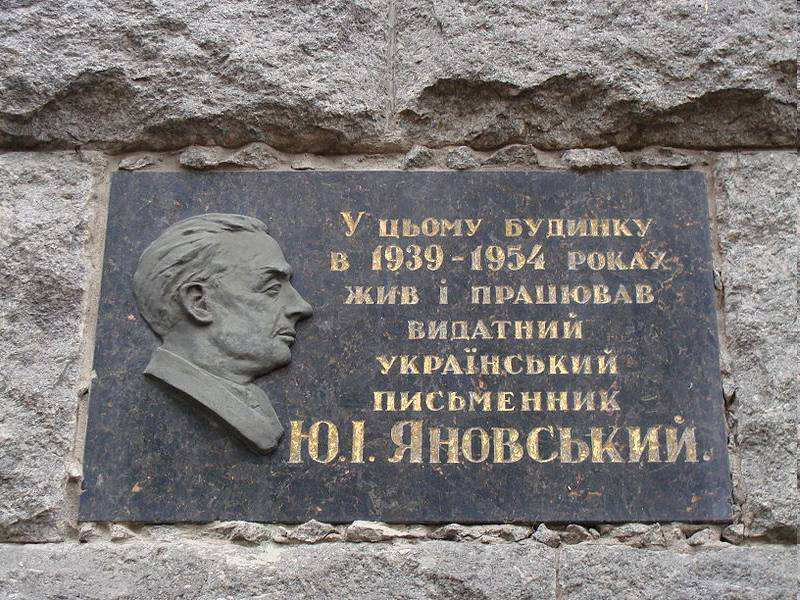 У цьому будинку
в 1939-1954 роках
жив і працював
видатний
український
письменник
Ю.І. Яновський.